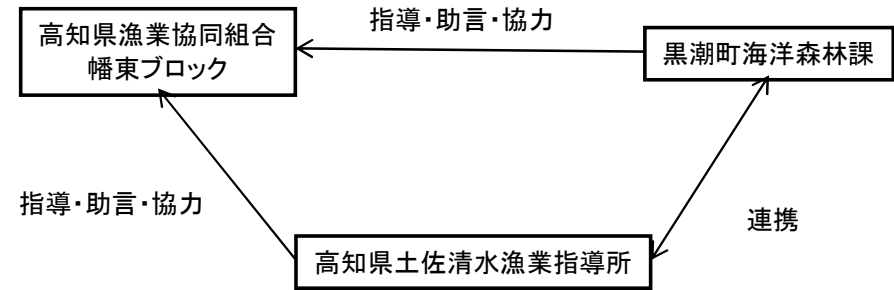 指導・助言・協力
高知県漁業協同組合
幡東ブロック
黒潮町海洋森林課
指導・助言・協力
連携
高知県土佐清水漁業指導所